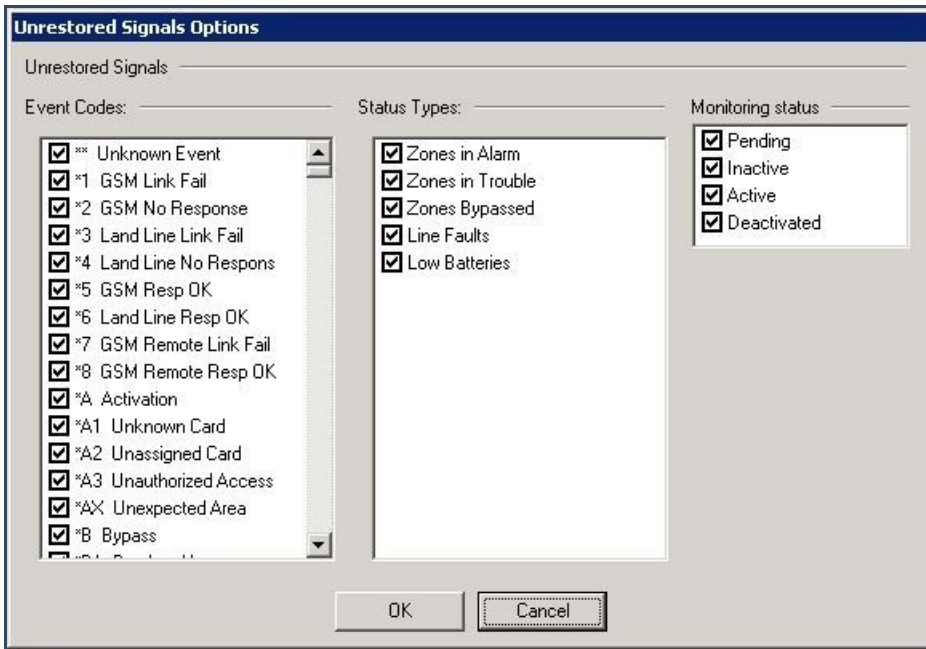 Unrestored Signals Options
Unrestored Signals
Event Codes:
** Unknown Event
*1 GSM Link Fail
*2 GSM No Response
*3 Land Line Link Fail
*4 Land Line No Respons
*5 GSM Resp OK
*6 Land Line Resp OK
*7 GSM Remote Link Fail
*8 GSM Remote Resp OK
*A Activation
*A1 Unknown Card
*A2 Unassigned Card
*A3 Unauthorized Access
*AX Unexpected Area
*B Bypass
Status Types:
Zones in Alarm
Zones in Trouble
Zones Bypassed
Line Faults
Low Batteries
Monitoring status
Pending
Inactive
Active
Deactivated
OK
Cancel